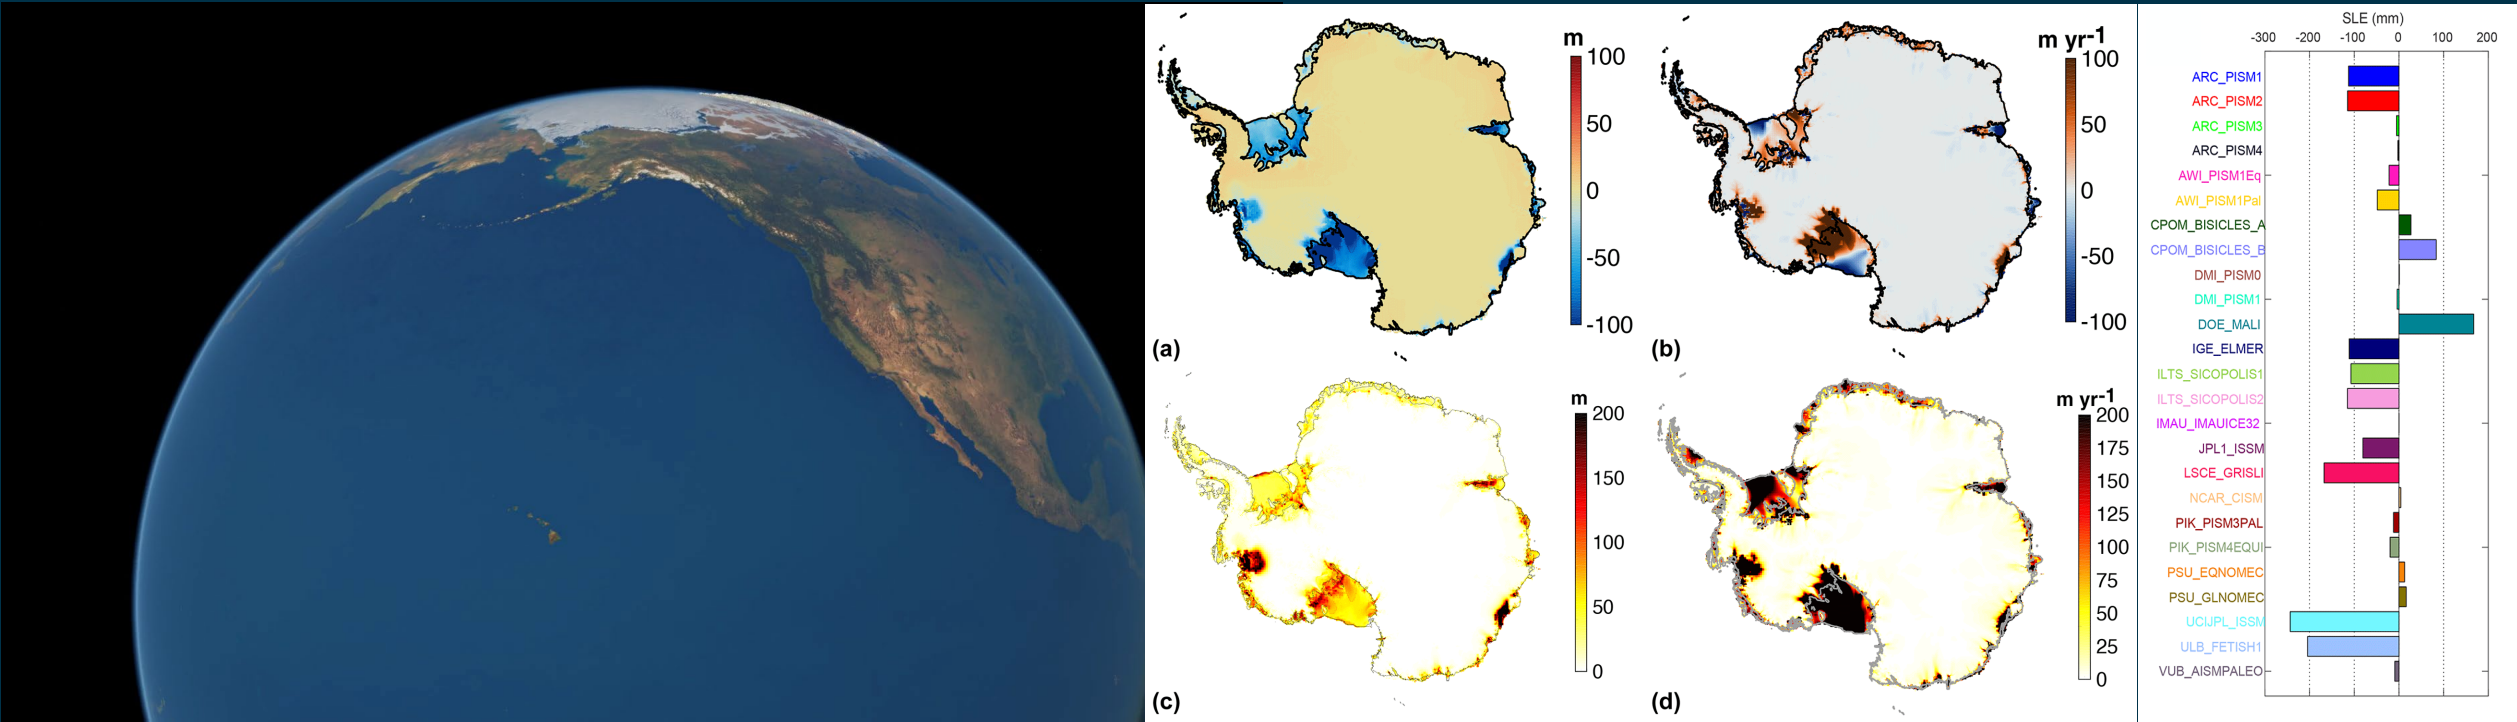 m
100
50
0
-50
-100
(a)
m yr-1
100
50
0
-50
-100
(b)
m
200
150
100
50
0
(c)
m yr-1
200
175
150
125
100
75
50
25
0
(d)
SLE (mm)
-300 -200 -100 0 100 200
ARC_PISM1
ARC_PISM2
ARC_PISM3
ARC_PISM4
AWI_PISM1Eq
AWI_PISM1Pal
CPOM_BISICLES_A
CPOM_BISICLES_B
DMI_PISM0
DMI_PISM1
DOE_MALI
IGE_ELMER
ILTS_SICOPOLIS1
ILTS_SICOPOLIS2
IMAU_IMAUICE32
JPL1_ISSM
LSCE_GRISLI
NCAR_CISM
PIK_PISM3PAL
PIK_PISM4EQUI
PSU_EQNOMEC
PSU_GLNOMEC
UCIJPL_ISSM
ULB_FETISH1
VUB_AISMPALEO